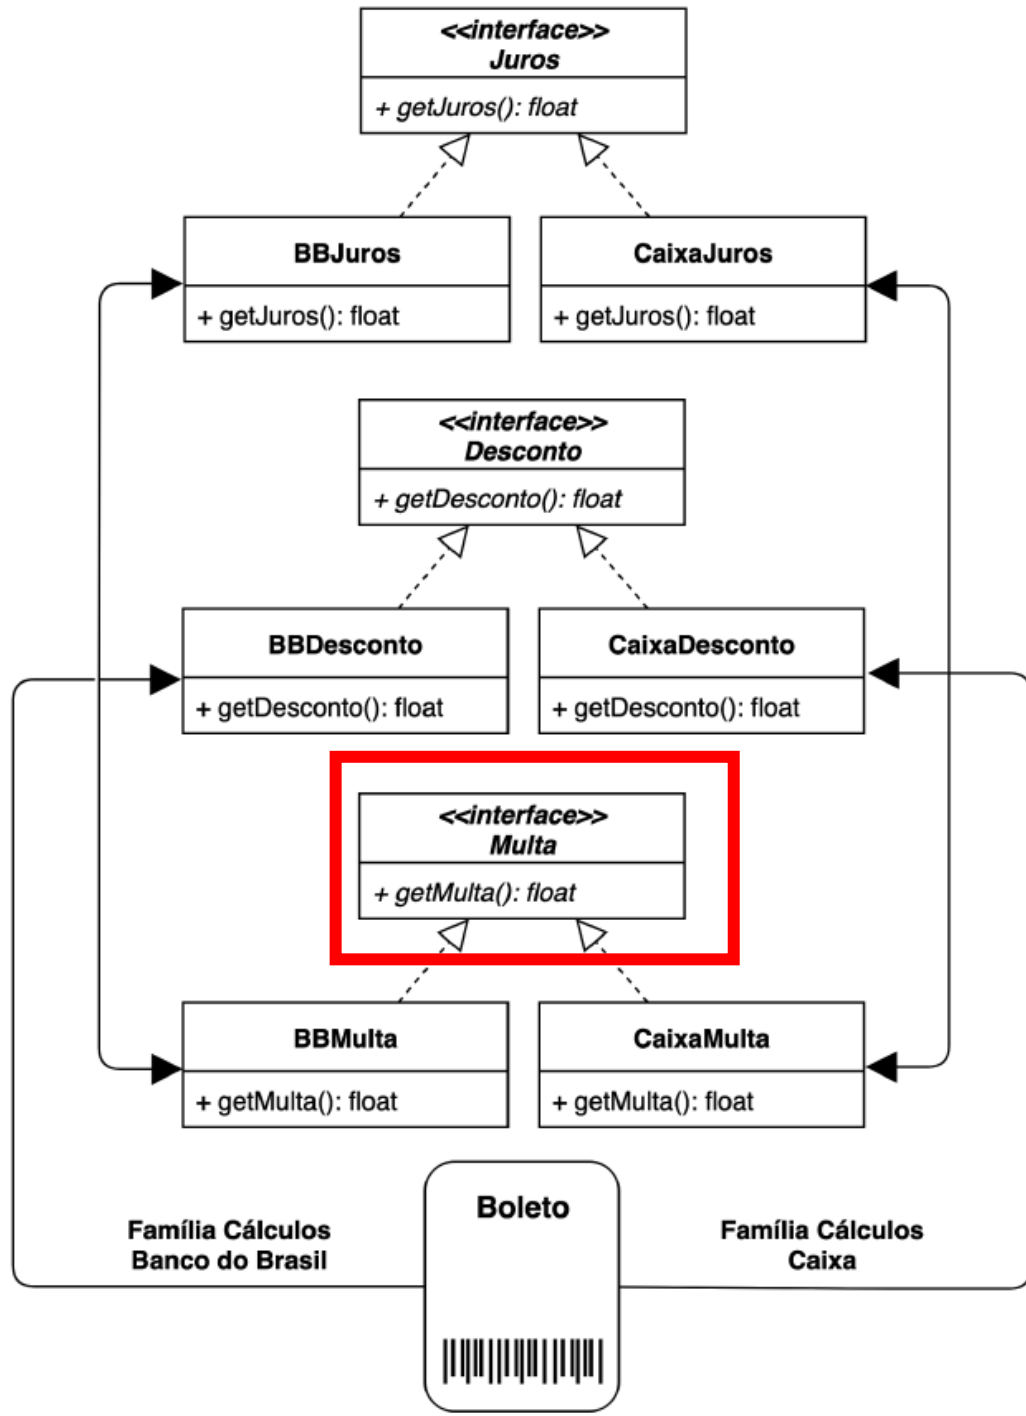 <<interface>>
Juros
+ getJuros(): float
BBJuros
+ getJuros(): float
CaixaJuros
+ getJuros(): float
<<interface>>
Desconto
+ getDesconto(): float
BBDesconto
+ getDesconto(): float
CaixaDesconto
+ getDesconto(): float
<<interface>>
Multa
+ getMulta(): float
BBMulta
+ getMulta(): float
CaixaMulta
+ getMulta(): float
Boleto
Família Cálculos
Banco do Brasil
Família Cálculos
Caixa